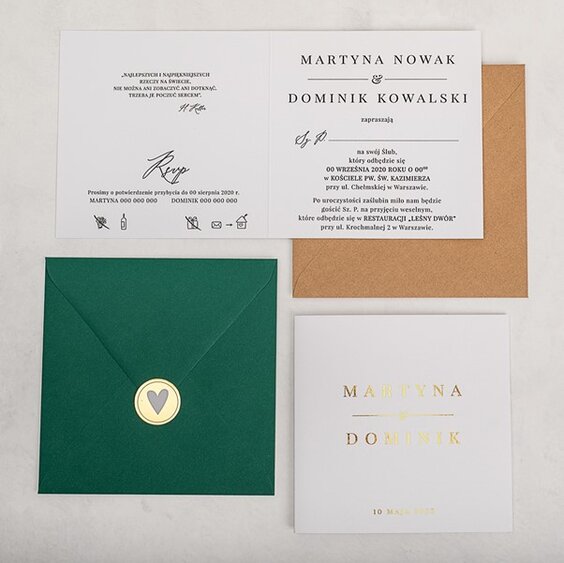 „NAJLEPSZYCH I NAJPIĘKNIEJSZYCH
RZECZY NA ŚWIECIE,
NIE MOŻNA ANI ZOBACZYĆ ANI DOTKNĄĆ.
TRZEBA JE POCZUĆ SERCEM".
H. Keller
Rsvp
Prosimy o potwierdzenie przybycia do 00 sierpnia 2020 r.
MARTYNA 000 000 000 DOMINIK 000 000 000
MARTYNA NOWAK
&
DOMINIK KOWALSKI
zapraszają
Sz. P.
na swój Ślub,
który odbędzie się
00 WRZEŚNIA 2020 ROKU O 00⁰⁰
w KOŚCIELE PW. ŚW. KAZIMIERZA
przy ul. Chełmskiej w Warszawie.
Po uroczystości zaślubin miło nam będzie
gościć Sz. P. na przyjęciu weselnym,
które odbędzie się w RESTAURACJI „LEŚNY DWÓR"
przy ul. Krochmalnej 2 w Warszawie.
MARTYNA
&
DOMINIK
10 MAJA